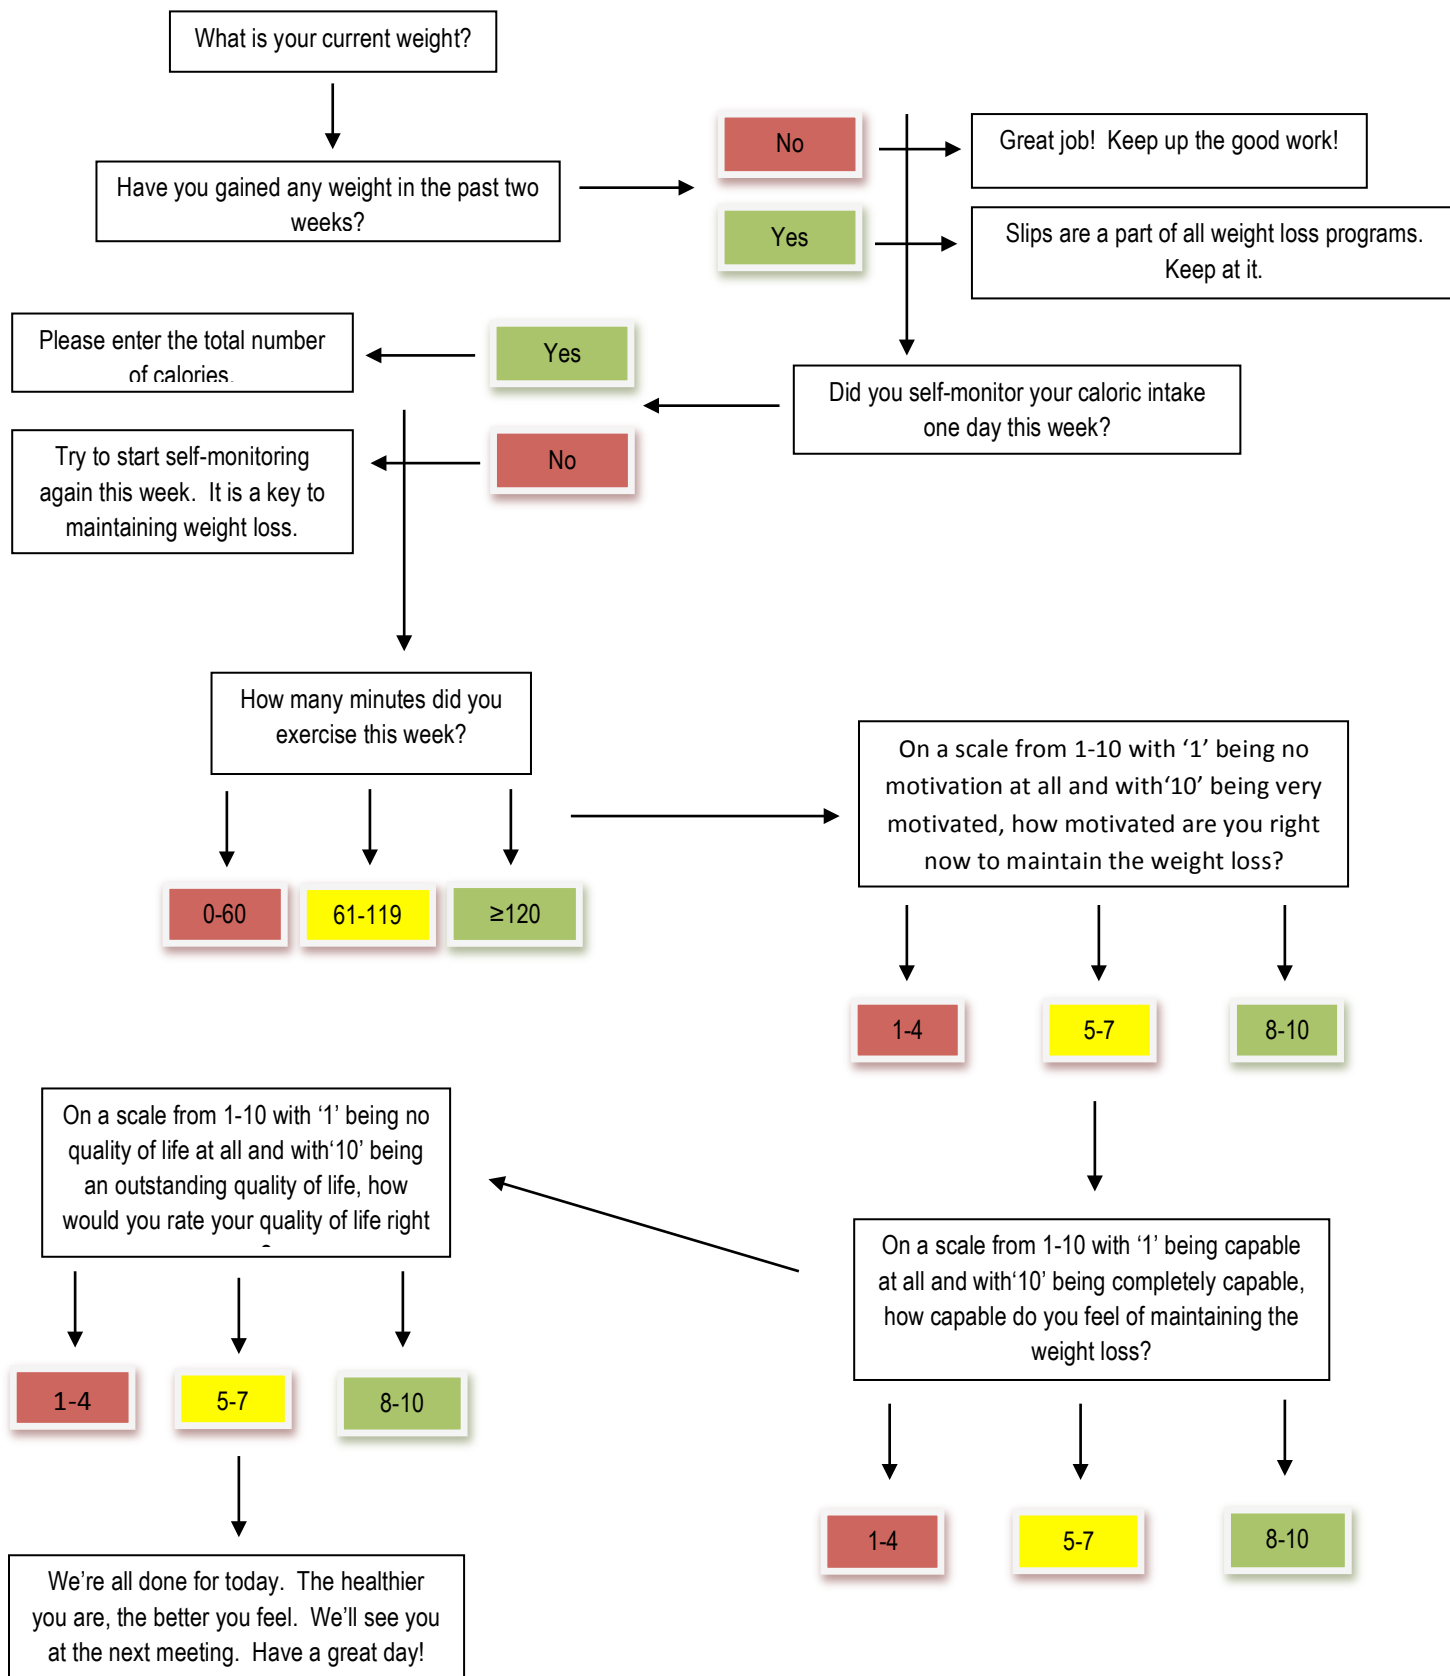 What is your current weight?
Have you gained any weight in the past two
weeks?
No
Yes
Great job!  Keep up the good work!
Slips are a part of all weight loss programs.
Keep at it.
Did you self-monitor your caloric intake
one day this week?
Yes
No
Please enter the total number
of calories.
Try to start self-monitoring
again this week.  It is a key to
maintaining weight loss.
How many minutes did you
exercise this week?
0-60
61-119
≥120
On a scale from 1-10 with ‘1’ being no
motivation at all and with‘10’ being very
motivated, how motivated are you right
now to maintain the weight loss?
1-4
5-7
8-10
On a scale from 1-10 with ‘1’ being capable
at all and with‘10’ being completely capable,
how capable do you feel of maintaining the
weight loss?
1-4
5-7
8-10
On a scale from 1-10 with ‘1’ being no
quality of life at all and with‘10’ being
an outstanding quality of life, how
would you rate your quality of life right
1-4
5-7
8-10
We’re all done for today.  The healthier
you are, the better you feel.  We’ll see you
at the next meeting.  Have a great day!